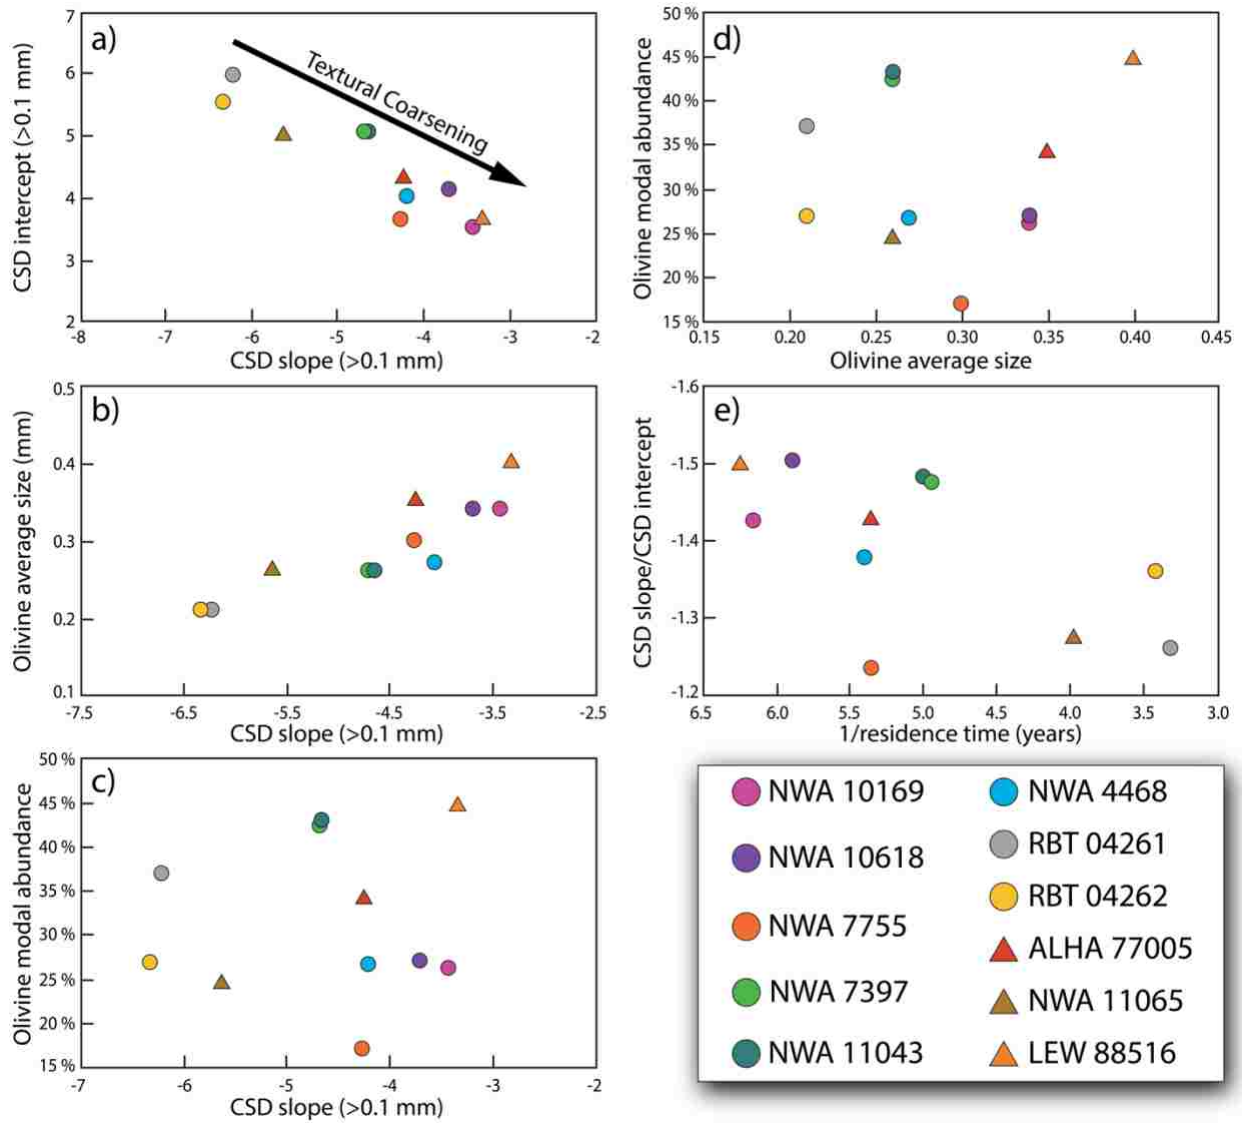 a)
CSD intercept (>0.1 mm)
7
6
5
4
3
2
Textural Coarsening
-8 -7 -6 -5 -4 -3 -2
CSD slope (>0.1 mm)
b)
Olivine average size (mm)
0.5
0.4
0.3
0.2
0.1
-7.5 -6.5 -5.5 -4.5 -3.5 -2.5
CSD slope (>0.1 mm)
c)
Olivine modal abundance
50 %
45 %
40 %
35 %
30 %
25 %
20 %
15 %
-7 -6 -5 -4 -3 -2
CSD slope (>0.1 mm)
d)
Olivine modal abundance
50 %
45 %
40 %
35 %
30 %
25 %
20 %
15 %
0.15 0.20 0.25 0.30 0.35 0.40 0.45
Olivine average size
e)
CSD slope/CSD intercept
-1.6
-1.5
-1.4
-1.3
-1.2
6.5 6.0 5.5 5.0 4.5 4.0 3.5 3.0
1/residence time (years)
NWA 10169
NWA 10618
NWA 7755
NWA 7397
NWA 11043
NWA 4468
RBT 04261
RBT 04262
ALHA 77005
NWA 11065
LEW 88516